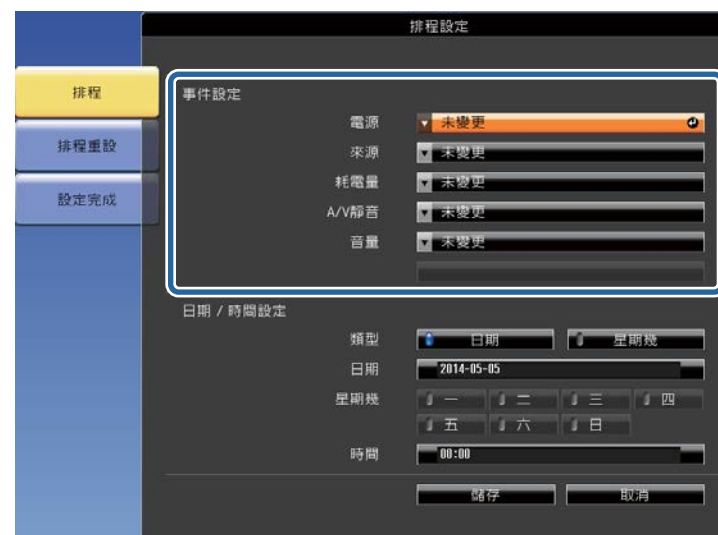 排程設定
排程
排程重設
設定完成
事件設定
電源 未變更
來源 未變更
耗電量 未變更
A/V靜音 未變更
音量 未變更
日期 / 時間設定
類型 日期 星期幾
日期 2014-05-05
星期幾 一 二 三 四
五 六 日
時間 00:00
儲存 取消